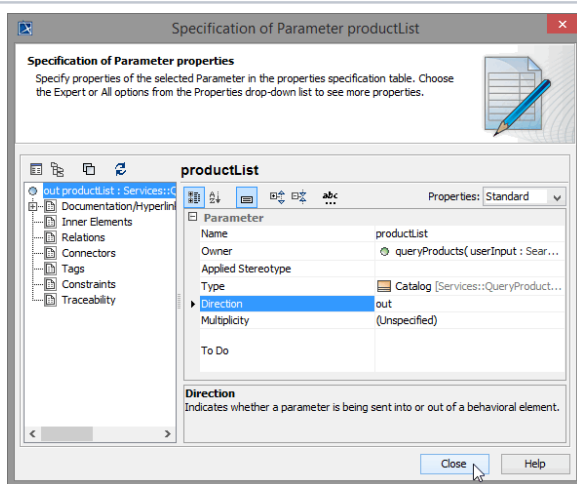 Specification of Parameter productList
Specification of Parameter properties
Specify properties of the selected Parameter in the properties specification table. Choose
the Expert or All options from the Properties drop-down list to see more properties.
productList
out productList : Services::Q
Documentation/Hyperlin
Inner Elements
Relations
Connectors
Tags
Constraints
Traceability
abc
Properties: Standard
Parameter
Name productList
Owner queryProducts( userInput : Sear...
Applied Stereotype
Type Catalog [Services::QueryProduct...
Direction out
Multiplicity (Unspecified)
To Do
Direction
Indicates whether a parameter is being sent into or out of a behavioral element.
Close Help